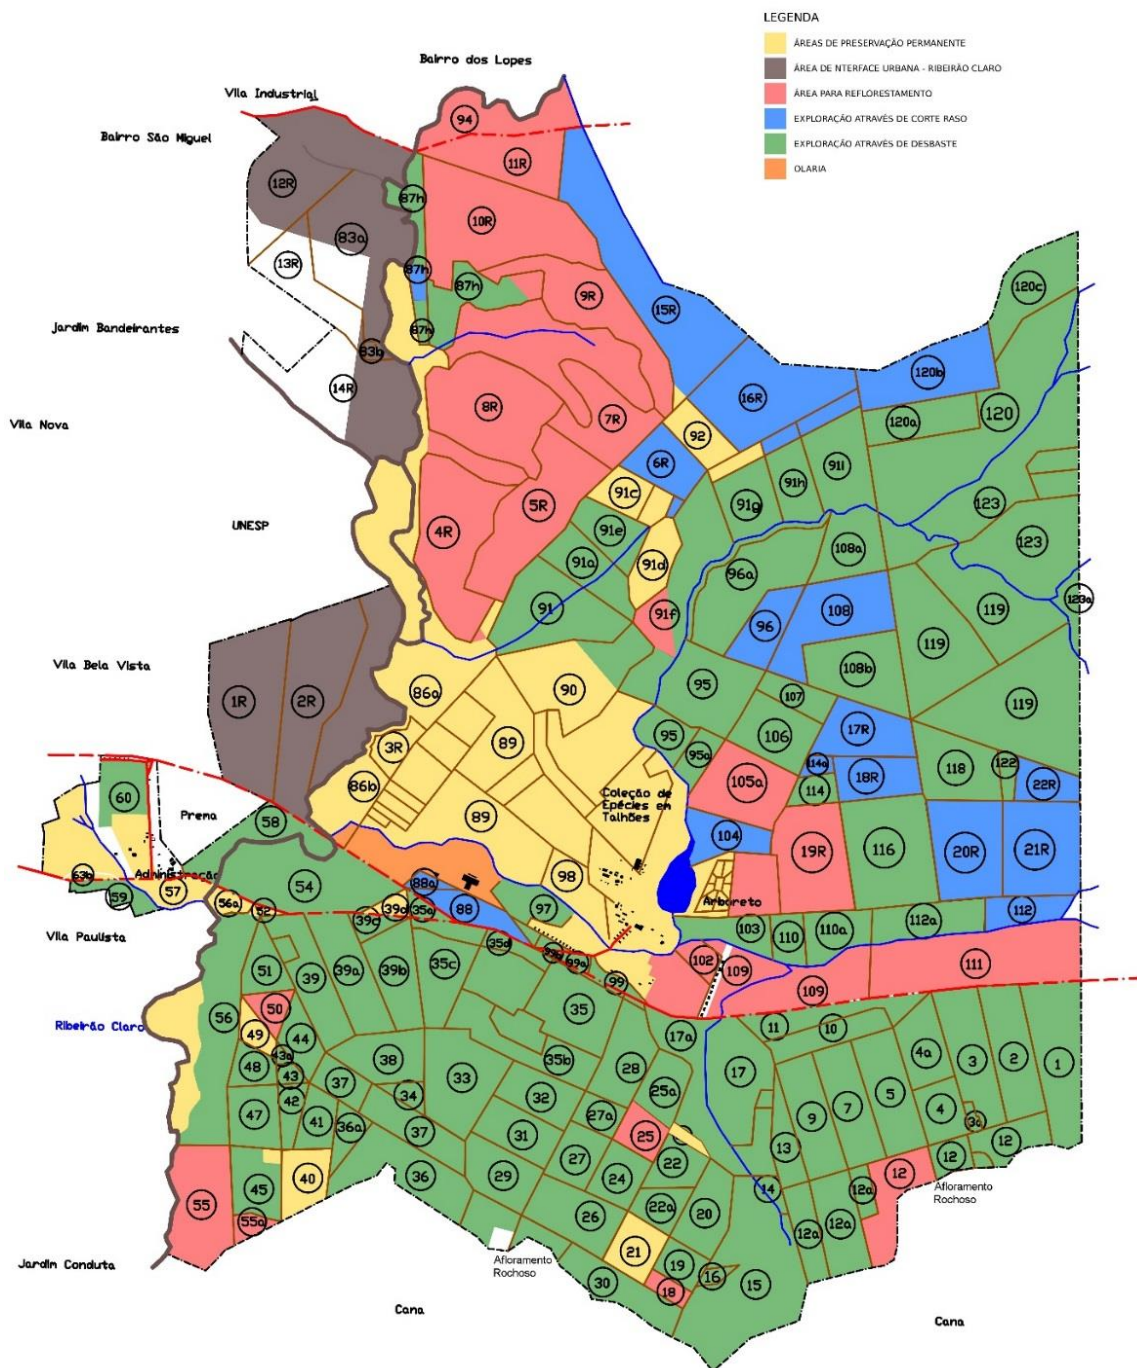 LEGENDA
ÁREAS DE PRESERVAÇÃO PERMANENTE
ÁREA DE NTERFACE URBANA - RIBEIRÃO CLARO
ÁREA PARA REFLORESTAMENTO
EXPLORAÇÃO ATRAVÉS DE CORTE RASO
EXPLORAÇÃO ATRAVÉS DE DESBASTE
OLARIA
Bairro dos Lopes
Vila Industrial
94
Bairro São Miguel
11R
12R
87h
10R
83a
13R
87h
87h
120c
9R
15R
Jardim Bandeirantes
87h
83b
120b
14R
16R
8R
7R
120a
120
Vila Nova
92
6R
91i
91h
91c
91g
123
UNESP
5R
4R
91e
123
108a
91a
91d
96a
123a
91
91f
96
108
119
119
Vila Bela Vista
108b
95
107
86a
90
1R
2R
119
17R
95
106
89
3R
95a
114a
118
122
18R
22R
86b
105a
114
60
Coleção de
Epécies em
Talhões
Prema
89
58
104
19R
116
20R
21R
Administração
63b
98
88a
54
57
59
56a
52
39d
35a
88
97
Arboreto
39c
103
110
110a
112a
112
Vila Paulista
35d
99a
102
109
111
51
39
39a
39b
35c
99
109
50
35
56
Ribeirão Claro
49
44
17a
11
10
43a
38
35b
4a
3
2
1
48
43
37
33
28
17
42
34
32
25a
9
7
5
4
47
41
36a
37
31
27a
25
3a
13
12
12
40
36
29
27
24
22
45
55
14
12a
12
22a
20
Afloramento
Rochoso
55a
26
12a
12a
21
19
Jardim Conduta
Afloramento
Rochoso
30
18
16
15
Cana
Cana